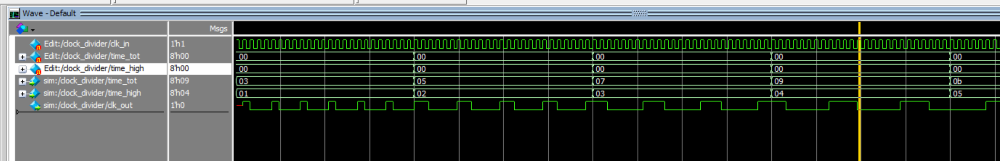 Wave - Default
Msgs
Edit:/clock_divider/clk_in 1'h1
Edit:/clock_divider/time_tot 8'h00 00 00 00 00 00
Edit:/clock_divider/time_high 8'h00 00 00 00 00 00
sim:/clock_divider/time_tot 8'h09 03 05 07 09 0b
sim:/clock_divider/time_high 8'h04 01 02 03 04 05
sim:/clock_divider/clk_out 1'h0